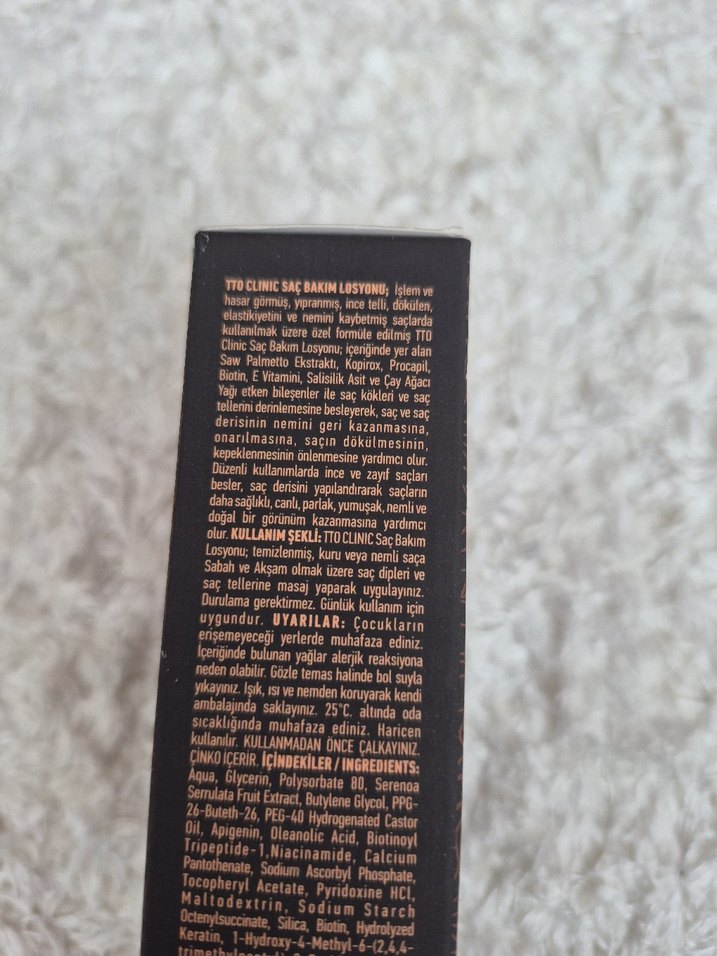 TTO CLINIC SAÇ BAKIM LOSYONU; İşlem ve
hasar görmüş, yıpranmış, ince telli, dökülen,
elastikiyetini ve nemini kaybetmiş saçlarda
kullanılmak üzere özel formüle edilmiş TTO
Clinic Saç Bakım Losyonu; içeriğinde yer alan
Saw Palmetto Ekstraktı, Kopirox, Procapil,
Biotin, E Vitamini, Salisilik Asit ve Çay Ağacı
Yağı etken bileşenler ile saç kökleri ve saç
tellerini derinlemesine besleyerek, saç ve saç
derisinin nemini geri kazanmasına,
onarılmasına, saçın dökülmesinin,
kepeklenmesinin önlenmesine yardımcı olur.
Düzenli kullanımlarda ince ve zayıf saçları
besler, saç derisini yapılandırarak saçların
daha sağlıklı, canlı, parlak, yumuşak, nemli ve
doğal bir görünüm kazanmasına yardımcı
olur. KULLANIM ŞEKLİ: TTO CLINIC Saç Bakım
Losyonu; temizlenmiş, kuru veya nemli saça
Sabah ve Akşam olmak üzere saç dipleri ve
saç tellerine masaj yaparak uygulayınız.
Durulama gerektirmez. Günlük kullanım için
uygundur. UYARILAR: Çocukların
erişemeyeceği yerlerde muhafaza ediniz.
İçeriğinde bulunan yağlar alerjik reaksiyona
neden olabilir. Gözle temas halinde bol suyla
yıkayınız. Işık, ısı ve nemden koruyarak kendi
ambalajında saklayınız. 25°C. altında oda
sıcaklığında muhafaza ediniz. Haricen
kullanılır. KULLANMADAN ÖNCE ÇALKAYINIZ.
ÇİNKO İÇERİR. İÇİNDEKİLER / INGREDIENTS:
Aqua, Glycerin, Polysorbate 80, Serenoa
Serrulata Fruit Extract, Butylene Glycol, PPG-
26-Buteth-26, PEG-40 Hydrogenated Castor
Oil, Apigenin, Oleanolic Acid, Biotinoyl
Tripeptide-1,Niacinamide, Calcium
Pantothenate, Sodium Ascorbyl Phosphate,
Tocopheryl Acetate, Pyridoxine HCl,
Maltodextrin, Sodium Starch
Octenylsuccinate, Silica, Biotin, Hydrolyzed
Keratin, 1-Hydroxy-4-Methyl-6-(2,4,4-